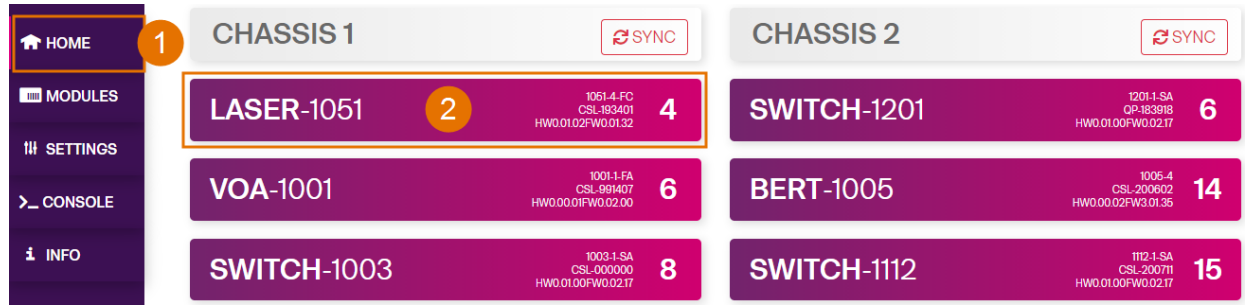 HOME
MODULES
SETTINGS
>_ CONSOLE
i INFO
1
CHASSIS 1
SYNC
LASER-1051
2
1051-4-FC
CSL-193401
HW0.01.02FW0.01.32
4
VOA-1001
1001-1-FA
CSL-991407
HW0.00.01FW0.02.00
6
SWITCH-1003
1003-1-SA
CSL-000000
HW0.01.00FW0.02.17
8
CHASSIS 2
SYNC
SWITCH-1201
1201-1-SA
QP-183918
HW0.01.00FW0.02.17
6
BERT-1005
1005-4
CSL-200602
HW0.00.02FW3.01.35
14
SWITCH-1112
1112-1-SA
CSL-200711
HW0.01.00FW0.02.17
15